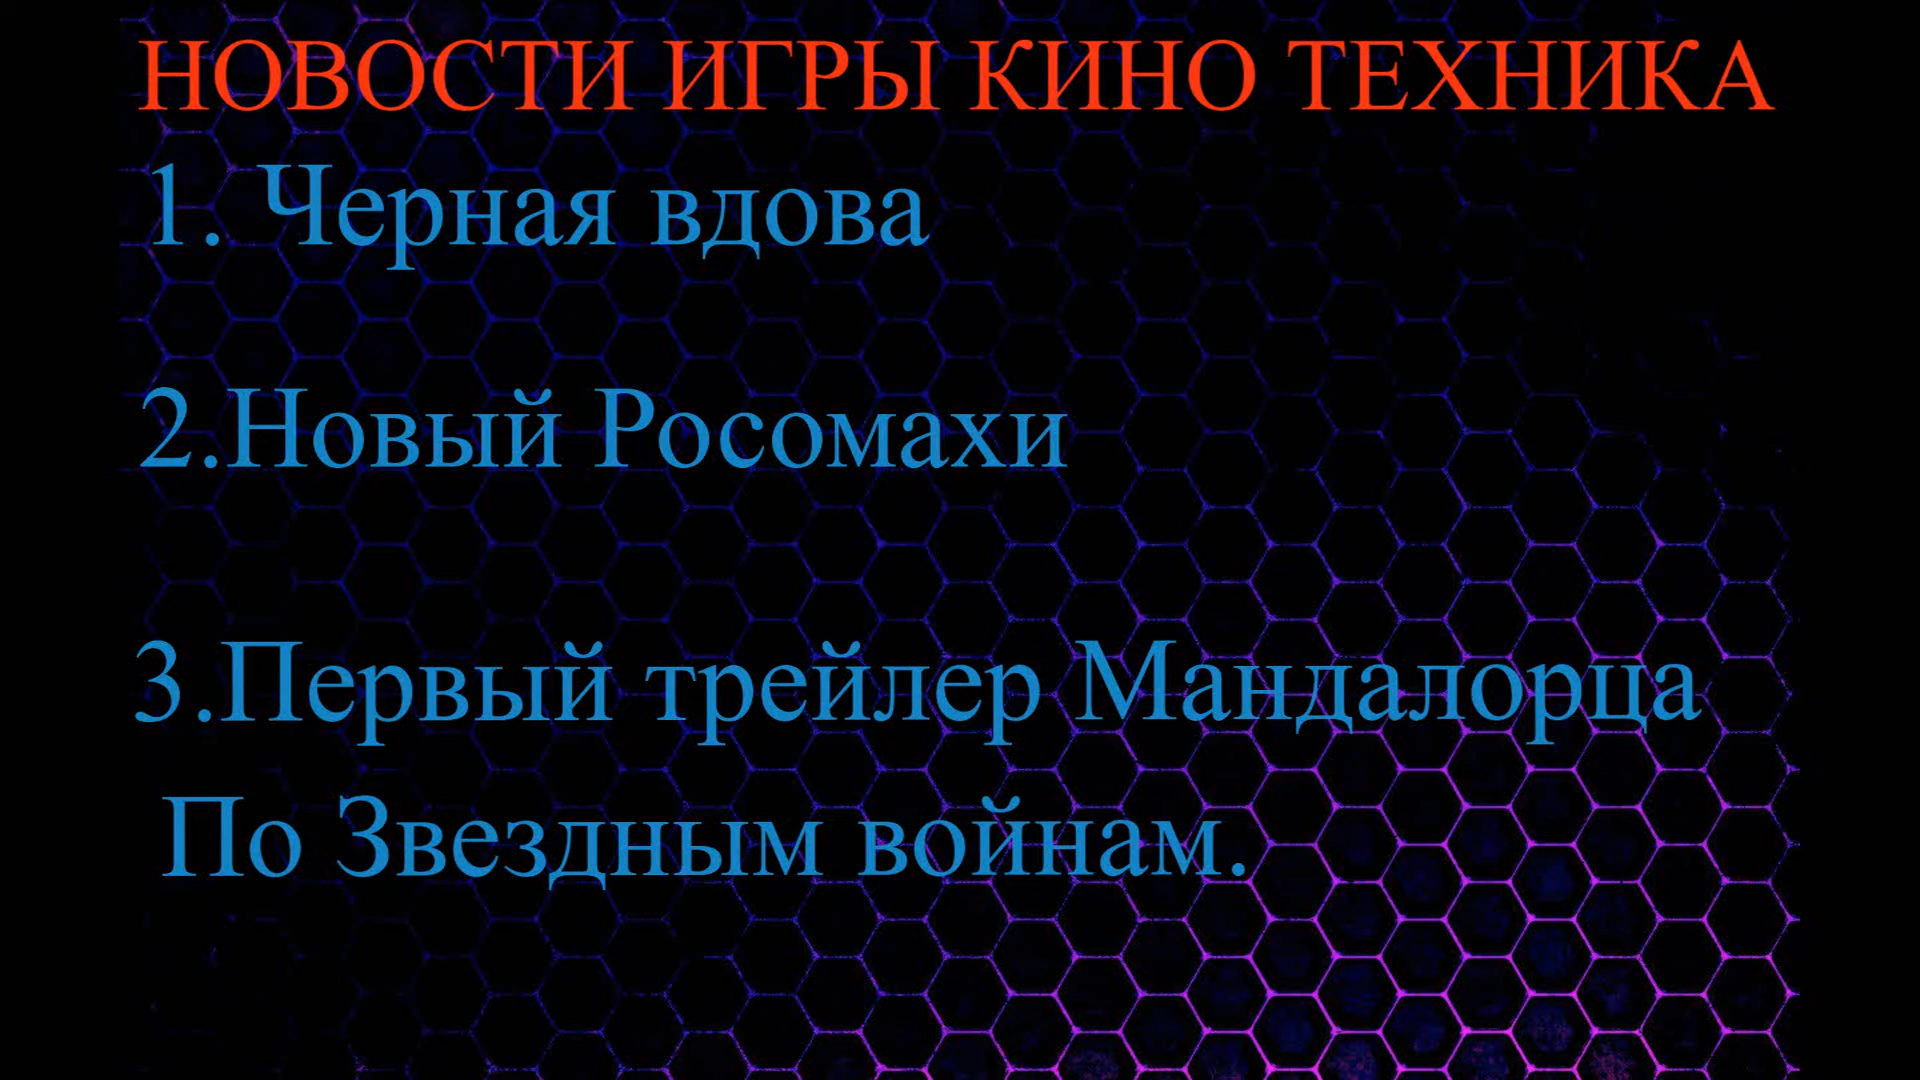 НОВОСТИ ИГРЫ КИНО ТЕХНИКА
1. Черная вдова
2.Новый Росомахи
3.Первый трейлер Мандалорца
По Звездным войнам.